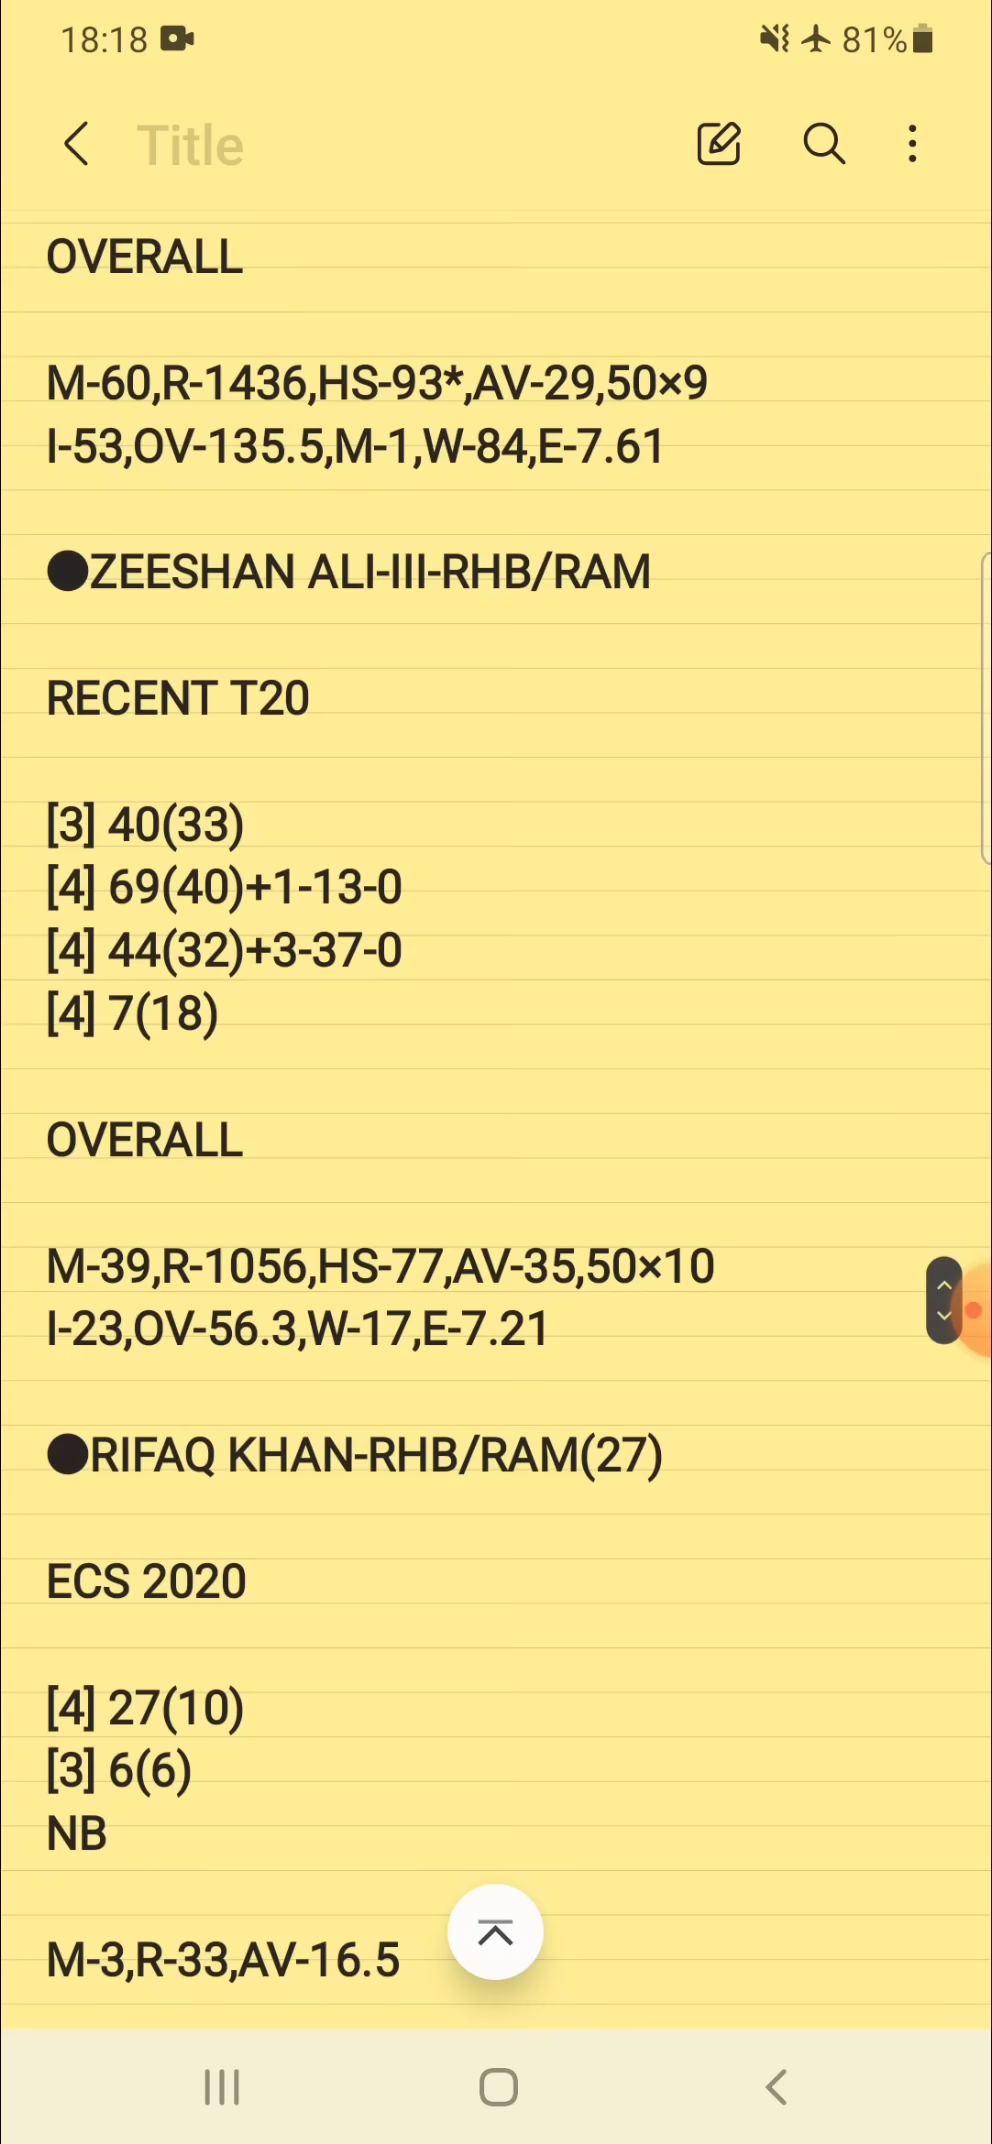 18:18
81%
Title
OVERALL
M-60,R-1436,HS-93*,AV-29,50×9
I-53,OV-135.5,M-1,W-84,E-7.61
●ZEESHAN ALI-III-RHB/RAM
RECENT T20
[3] 40(33)
[4] 69(40)+1-13-0
[4] 44(32)+3-37-0
[4] 7(18)
OVERALL
M-39,R-1056,HS-77,AV-35,50×10
I-23,OV-56.3,W-17,E-7.21
●RIFAQ KHAN-RHB/RAM(27)
ECS 2020
[4] 27(10)
[3] 6(6)
NB
M-3,R-33,AV-16.5